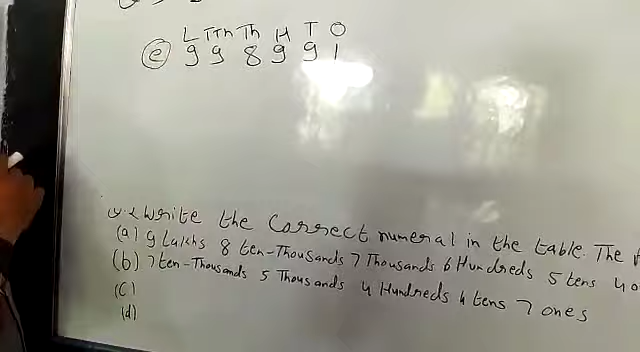 L TTh Th H T O
(e) 9 9 8 9 9 1
Write the correct numeral in the table. The
(a) 9 Lakhs 8 ten-Thousands 7 Thousands 6 Hundreds 5 tens 4 o
(b) 7 ten-Thousands 5 Thousands 4 Hundreds 4 tens 7 ones
(c)
(d)